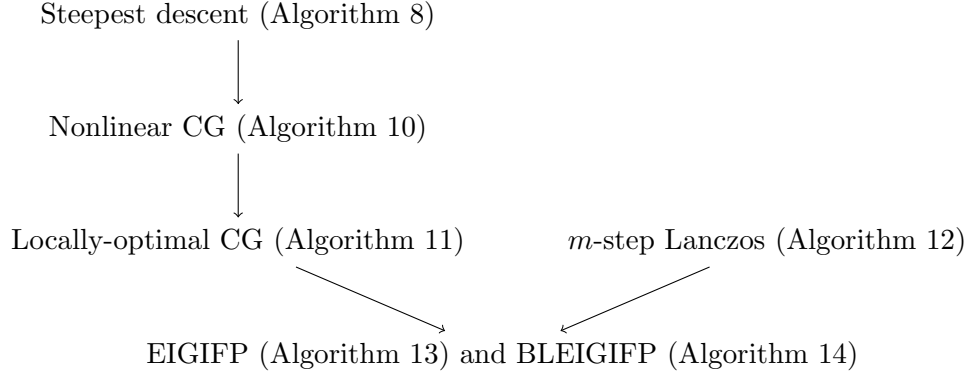 Steepest descent (Algorithm 8)
Nonlinear CG (Algorithm 10)
Locally-optimal CG (Algorithm 11)
m-step Lanczos (Algorithm 12)
EIGIFP (Algorithm 13) and BLEIGIFP (Algorithm 14)